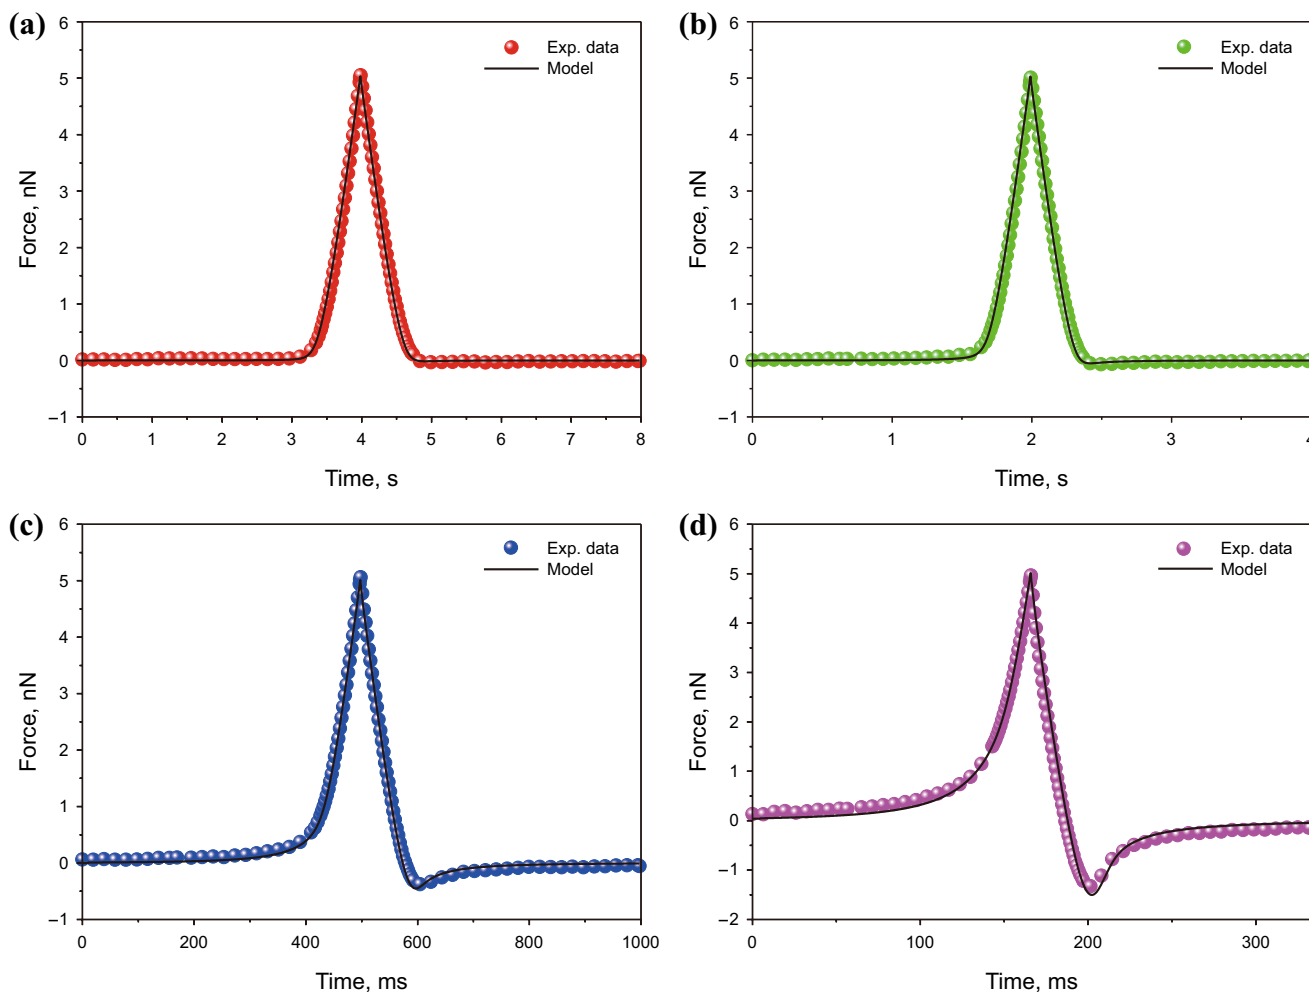 (a)
6
5
4
3
2
1
0
–1
Force, nN
Exp. data
Model
0 1 2 3 4 5 6 7 8
Time, s
(b)
6
5
4
3
2
1
0
–1
Force, nN
Exp. data
Model
0 1 2 3 4
Time, s
(c)
6
5
4
3
2
1
0
–1
Force, nN
Exp. data
Model
0 200 400 600 800 1000
Time, ms
(d)
6
5
4
3
2
1
0
–1
–2
Force, nN
Exp. data
Model
0 100 200 300
Time, ms